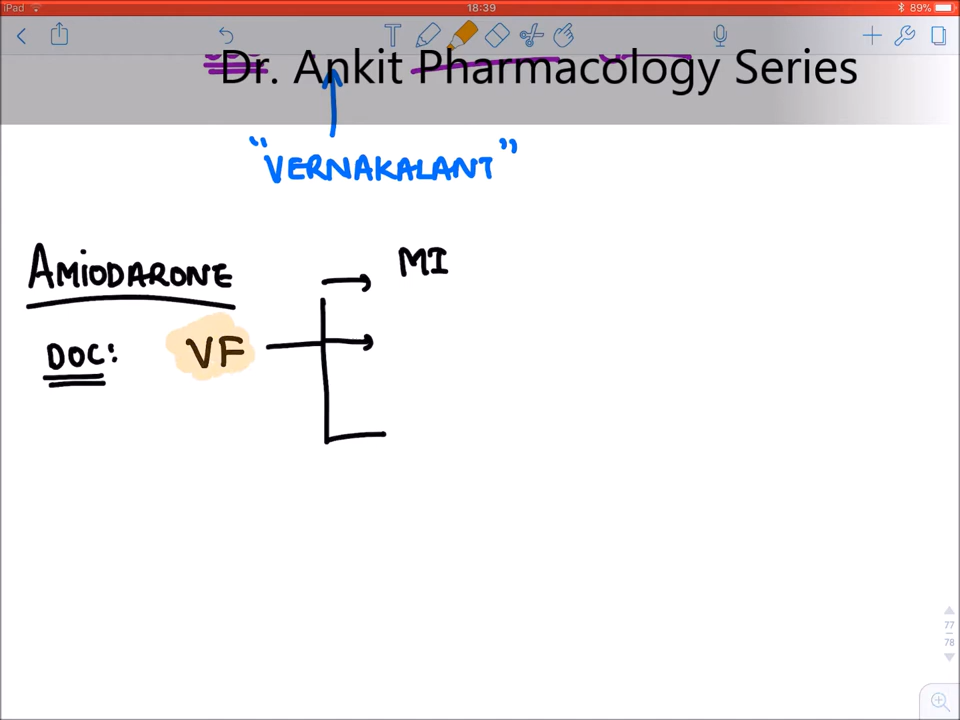 iPad 18:39 89%
Dr. Ankit Pharmacology Series
"VERNAKALANT"
AMIODARONE
MI
DOC: VF
77
78